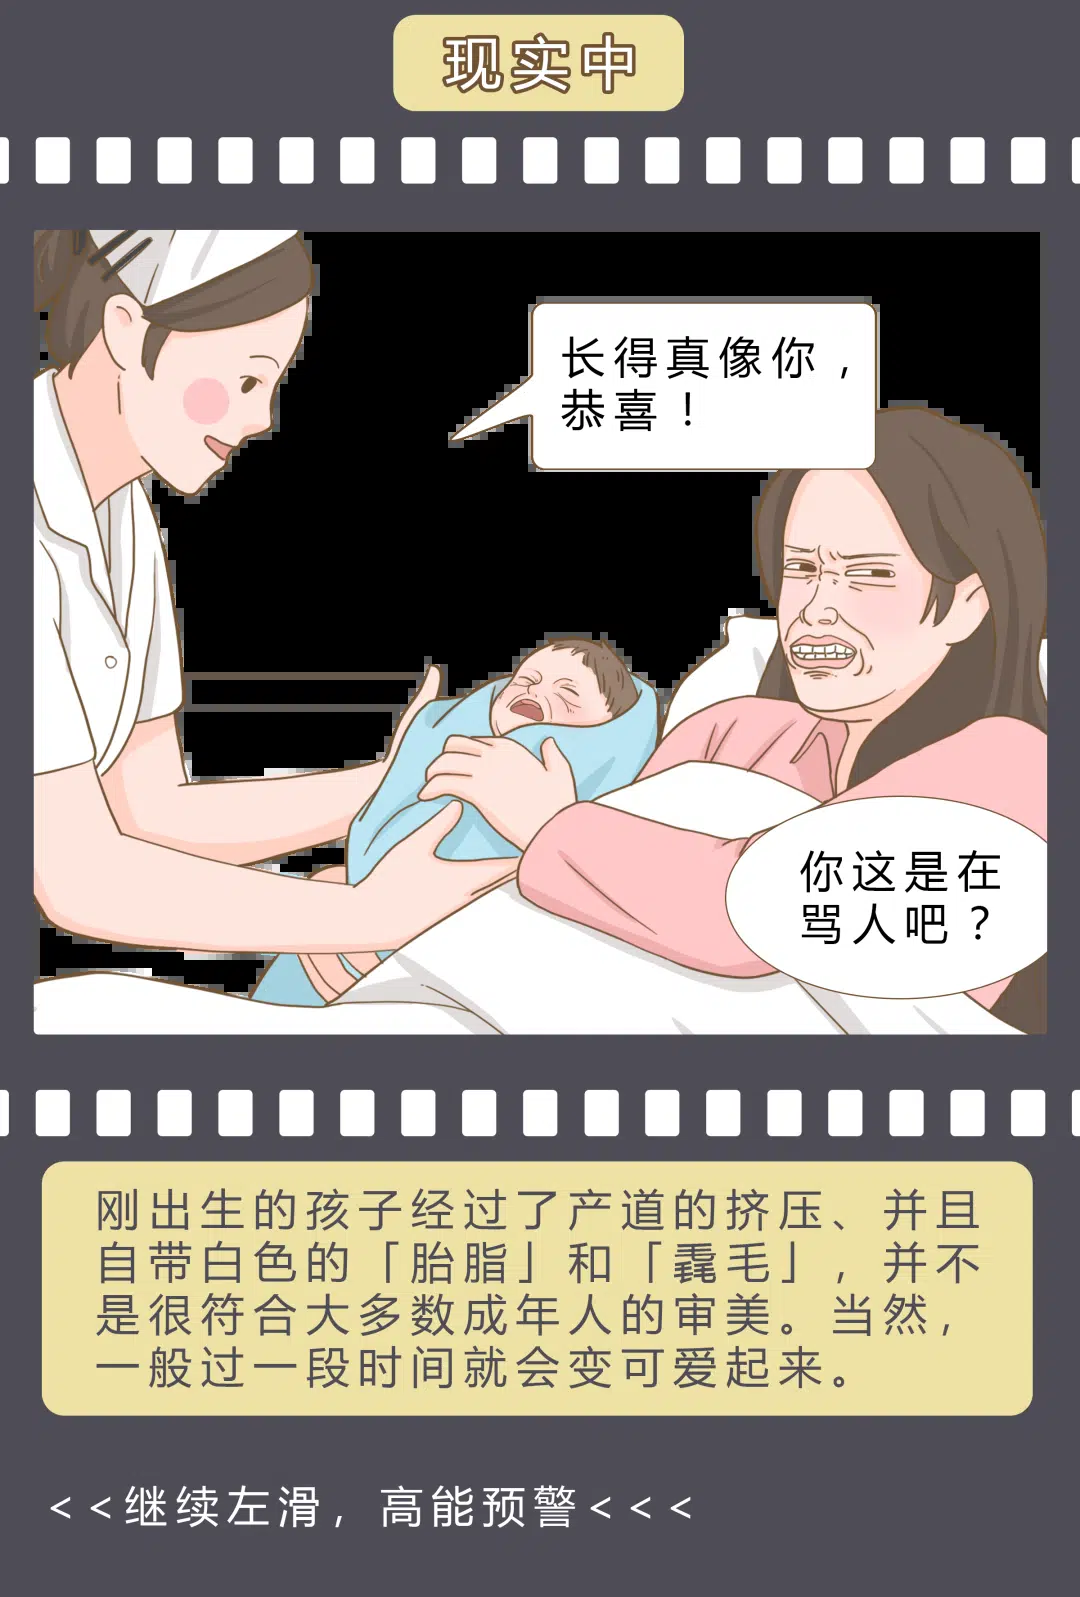 现实中
长得真像你，
恭喜！
你这是在
骂人吧？
刚出生的孩子经过了产道的挤压、并且
自带白色的「胎脂」和「毳毛」，并不
是很符合大多数成年人的审美。当然，
一般过一段时间就会变可爱起来。
<<继续左滑，高能预警<<<